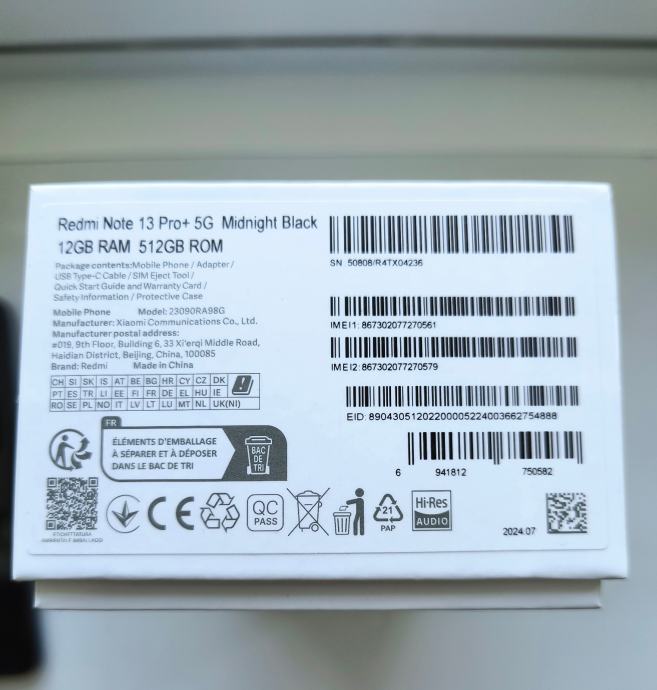 Redmi Note 13 Pro+ 5G Midnight Black
12GB RAM 512GB ROM
Package contents:Mobile Phone / Adapter /
USB Type-C Cable / SIM Eject Tool /
Quick Start Guide and Warranty Card /
Safety Information / Protective Case
Mobile Phone Model: 23090RA98G
Manufacturer: Xiaomi Communications Co., Ltd.
Manufacturer postal address:
#019, 9th Floor, Building 6, 33 Xi'erqi Middle Road,
Haidian District, Beijing, China, 100085
Brand: Redmi Made in China
CH SI SK IS AT BE BG HR CY CZ DK
PT ES TR LI EE FI FR DE EL HU IE
RO SE PL NO IT LV LT LU MT NL UK(NI)
SN 50808/R4TX04236
IMEI1: 867302077270561
IMEI2: 867302077270579
EID: 89043051202200005224003662754888
6 941812 750582
FR
ÉLÉMENTS D'EMBALLAGE
À SÉPARER ET À DÉPOSER
DANS LE BAC DE TRI
BAC
DE
TRI
CE
QC
PASS
21
PAP
Hi-Res
AUDIO
2024.07
ETICHETTATURA
AMBIENTALE IMBALLAGGI